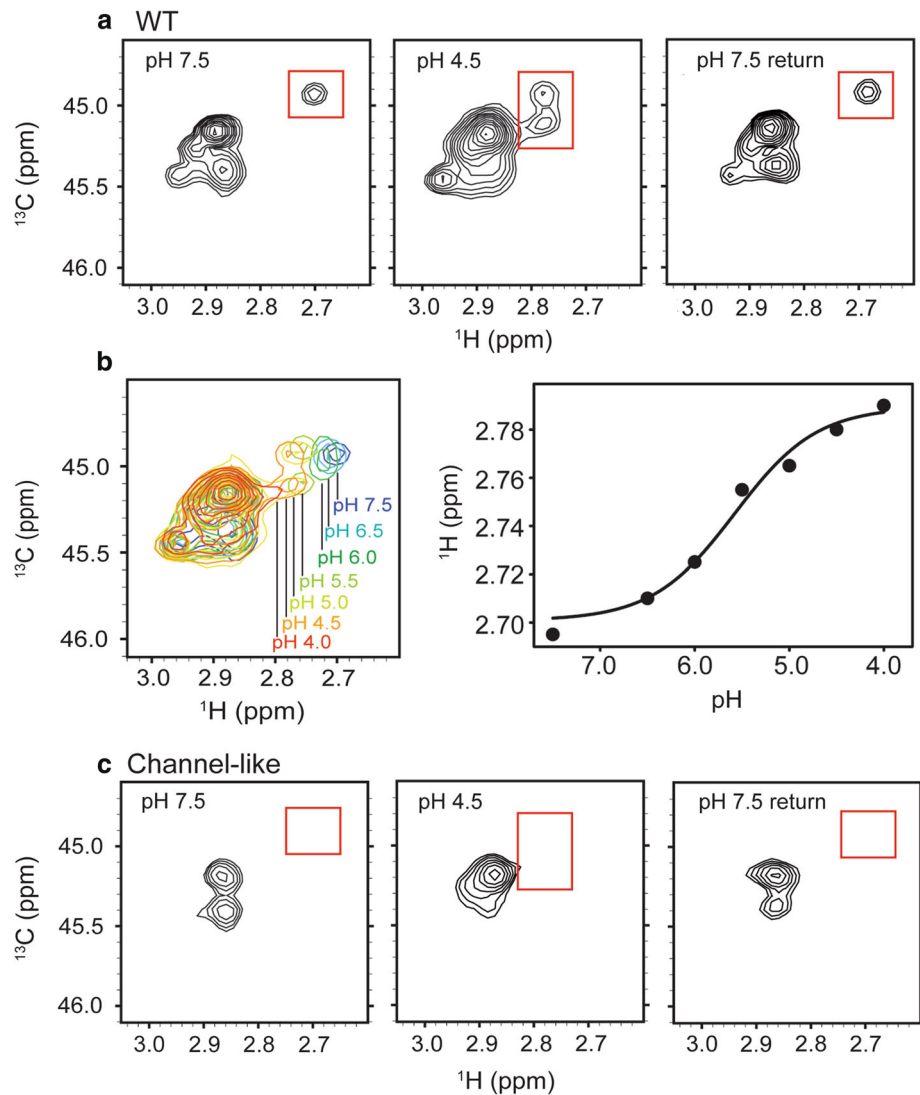 a WT
pH 7.5
pH 4.5
pH 7.5 return
45.0
45.5
46.0
¹³C (ppm)
3.0 2.9 2.8 2.7
3.0 2.9 2.8 2.7
3.0 2.9 2.8 2.7
¹H (ppm)
b
45.0
45.5
46.0
¹³C (ppm)
pH 7.5
pH 6.5
pH 6.0
pH 5.5
pH 5.0
pH 4.5
pH 4.0
3.0 2.9 2.8 2.7
¹H (ppm)
2.78
2.76
2.74
2.72
2.70
¹H (ppm)
7.0 6.0 5.0 4.0
pH
c Channel-like
pH 7.5
pH 4.5
pH 7.5 return
45.0
45.5
46.0
¹³C (ppm)
3.0 2.9 2.8 2.7
3.0 2.9 2.8 2.7
3.0 2.9 2.8 2.7
¹H (ppm)